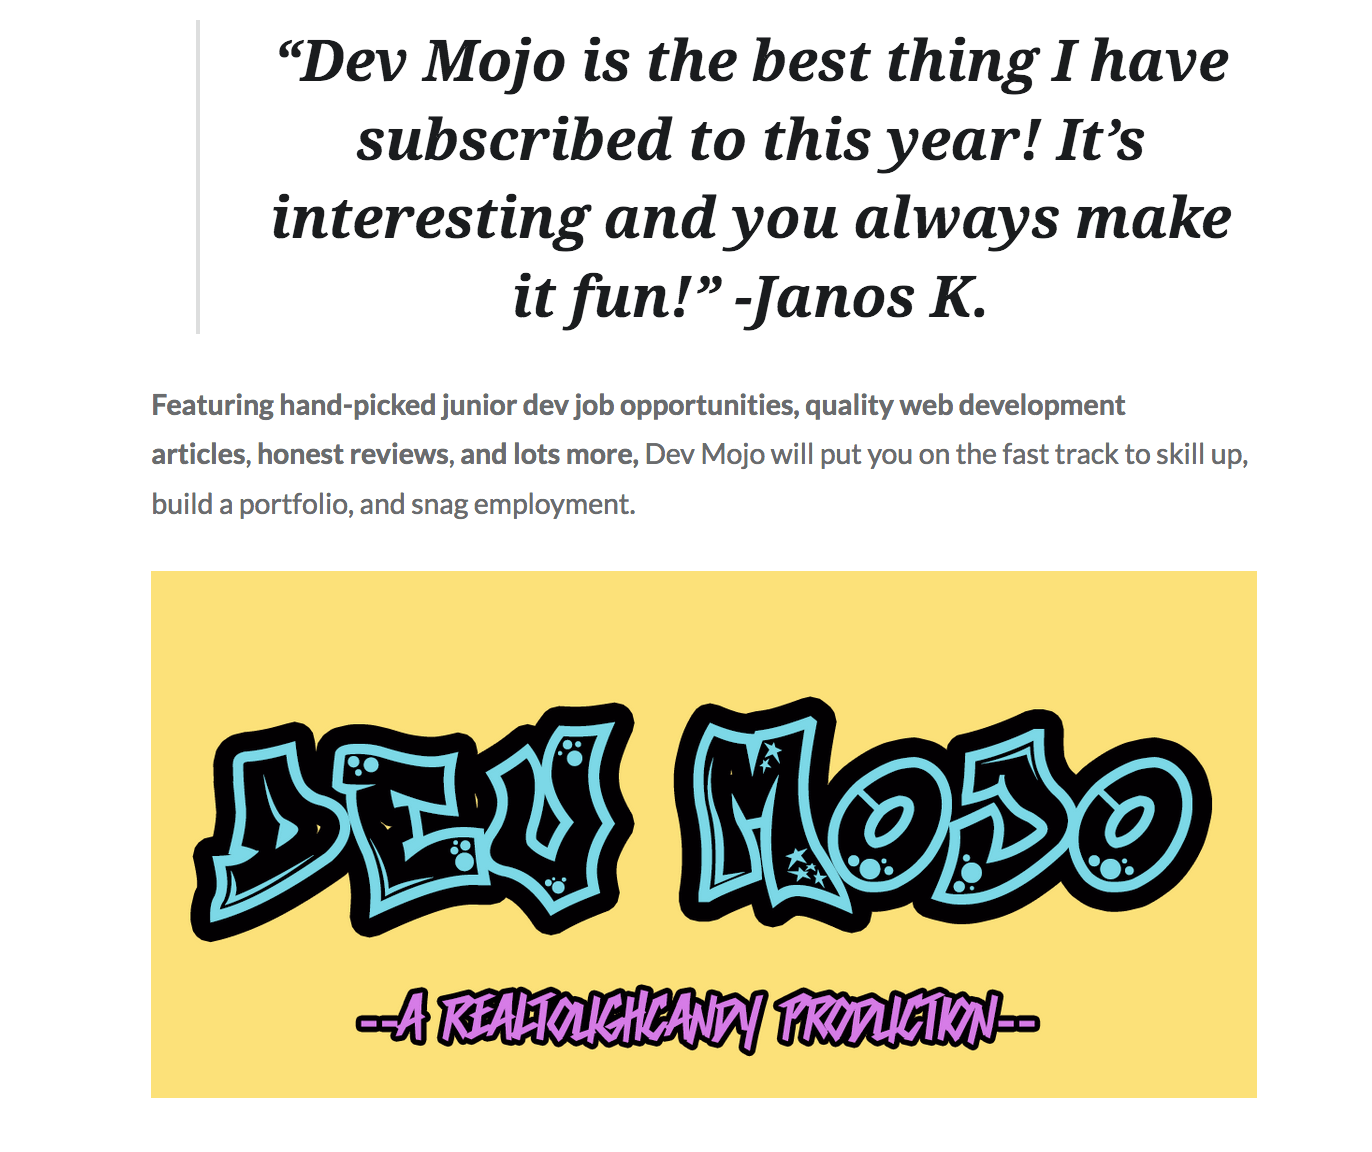 “Dev Mojo is the best thing I have
subscribed to this year! It’s
interesting and you always make
it fun!” -Janos K.
Featuring hand-picked junior dev job opportunities, quality web development
articles, honest reviews, and lots more, Dev Mojo will put you on the fast track to skill up,
build a portfolio, and snag employment.
DEV MOJO
--A REALTOUGHCANDY PRODUCTION--